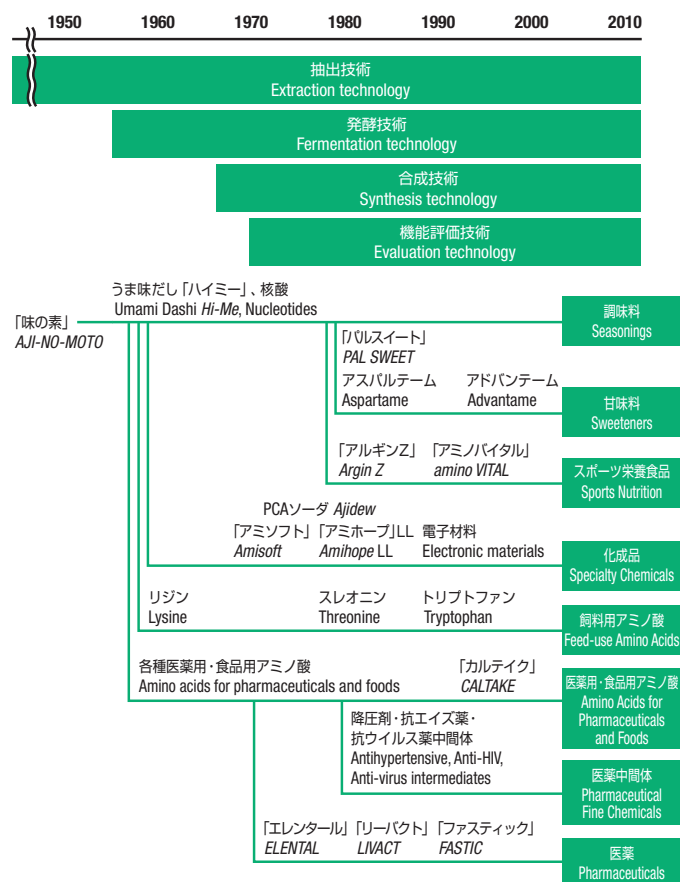 1950 1960 1970 1980 1990 2000 2010
抽出技術
Extraction technology
発酵技術
Fermentation technology
合成技術
Synthesis technology
機能評価技術
Evaluation technology
うま味だし「ハイミー」、核酸
Umami Dashi Hi-Me, Nucleotides
「味の素」
AJI-NO-MOTO
調味料
Seasonings
「パルスイート」
PAL SWEET
アスパルテーム
Aspartame
アドバンテーム
Advantame
甘味料
Sweeteners
「アルギンZ」
Argin Z
「アミノバイタル」
amino VITAL
スポーツ栄養食品
Sports Nutrition
PCAソーダ Ajidew
「アミソフト」
Amisoft
「アミホープ」LL
Amihope LL
電子材料
Electronic materials
化成品
Specialty Chemicals
リジン
Lysine
スレオニン
Threonine
トリプトファン
Tryptophan
飼料用アミノ酸
Feed-use Amino Acids
各種医薬用・食品用アミノ酸
Amino acids for pharmaceuticals and foods
「カルテイク」
CALTAKE
医薬用・食品用アミノ酸
Amino Acids for
Pharmaceuticals
and Foods
降圧剤・抗エイズ薬・
抗ウイルス薬中間体
Antihypertensive, Anti-HIV,
Anti-virus intermediates
医薬中間体
Pharmaceutical
Fine Chemicals
「エレンタール」
ELENTAL
「リーバクト」
LIVACT
「ファスティック」
FASTIC
医薬
Pharmaceuticals